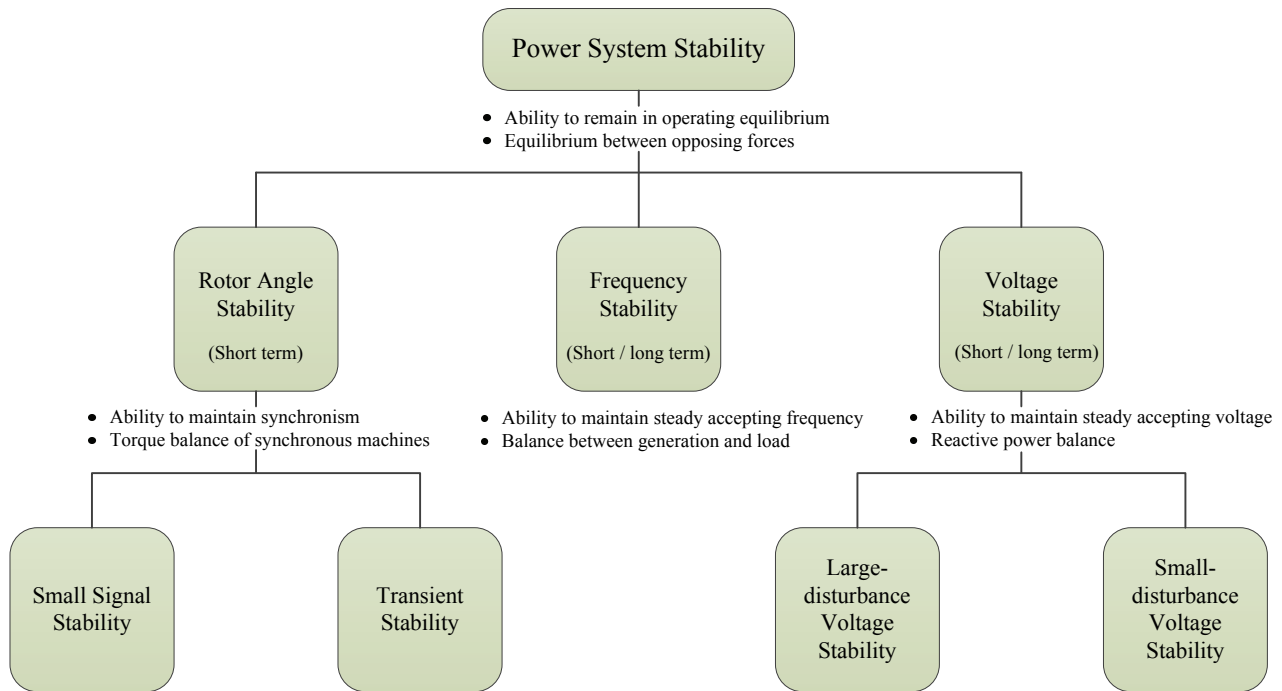 Power System Stability
• Ability to remain in operating equilibrium
• Equilibrium between opposing forces
Rotor Angle
Stability
(Short term)
Frequency
Stability
(Short / long term)
Voltage
Stability
(Short / long term)
• Ability to maintain synchronism
• Torque balance of synchronous machines
• Ability to maintain steady accepting frequency
• Balance between generation and load
• Ability to maintain steady accepting voltage
• Reactive power balance
Small Signal
Stability
Transient
Stability
Large-
disturbance
Voltage
Stability
Small-
disturbance
Voltage
Stability